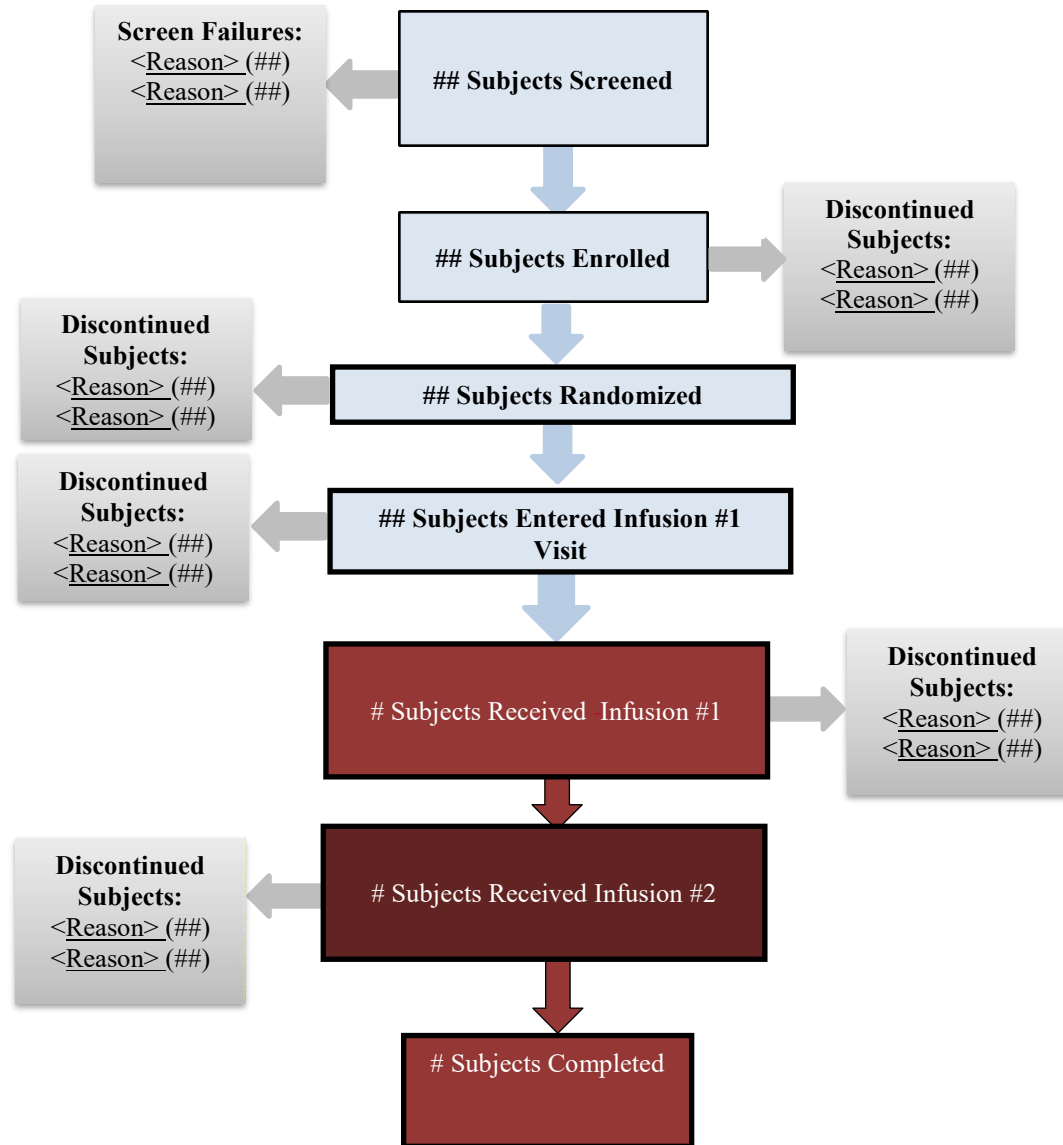 Screen Failures:
<Reason> (##)
<Reason> (##)
## Subjects Screened
## Subjects Enrolled
Discontinued
Subjects:
<Reason> (##)
<Reason> (##)
Discontinued
Subjects:
<Reason> (##)
<Reason> (##)
## Subjects Randomized
Discontinued
Subjects:
<Reason> (##)
<Reason> (##)
## Subjects Entered Infusion #1
Visit
# Subjects Received -Infusion #1
Discontinued
Subjects:
<Reason> (##)
<Reason> (##)
Discontinued
Subjects:
<Reason> (##)
<Reason> (##)
# Subjects Received Infusion #2
# Subjects Completed